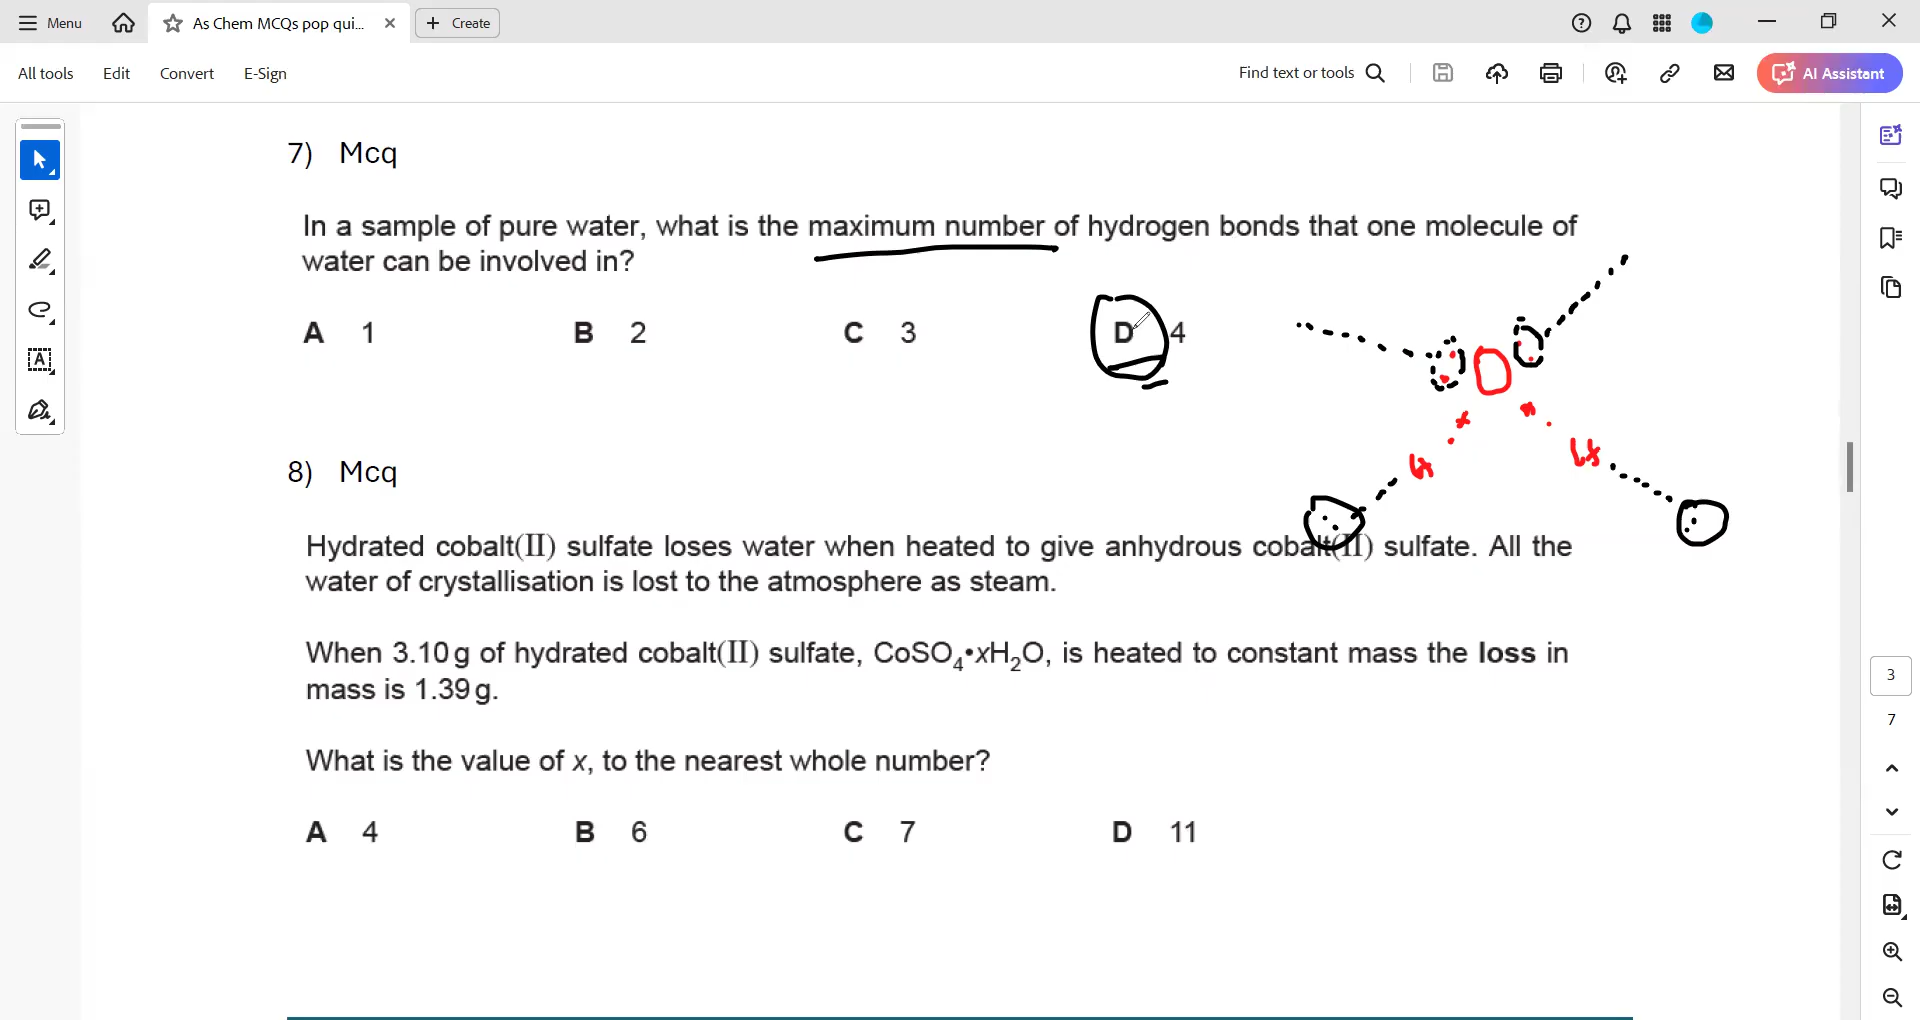 Menu
As Chem MCQs pop qui...
Create
All tools
Edit
Convert
E-Sign
Find text or tools
AI Assistant
7) Mcq
In a sample of pure water, what is the maximum number of hydrogen bonds that one molecule of
water can be involved in?
A 1 B 2 C 3 D 4
8) Mcq
Hydrated cobalt(II) sulfate loses water when heated to give anhydrous cobalt(II) sulfate. All the
water of crystallisation is lost to the atmosphere as steam.
When 3.10 g of hydrated cobalt(II) sulfate, CoSO₄•xH₂O, is heated to constant mass the loss in
mass is 1.39 g.
What is the value of x, to the nearest whole number?
A 4 B 6 C 7 D 11
3
7